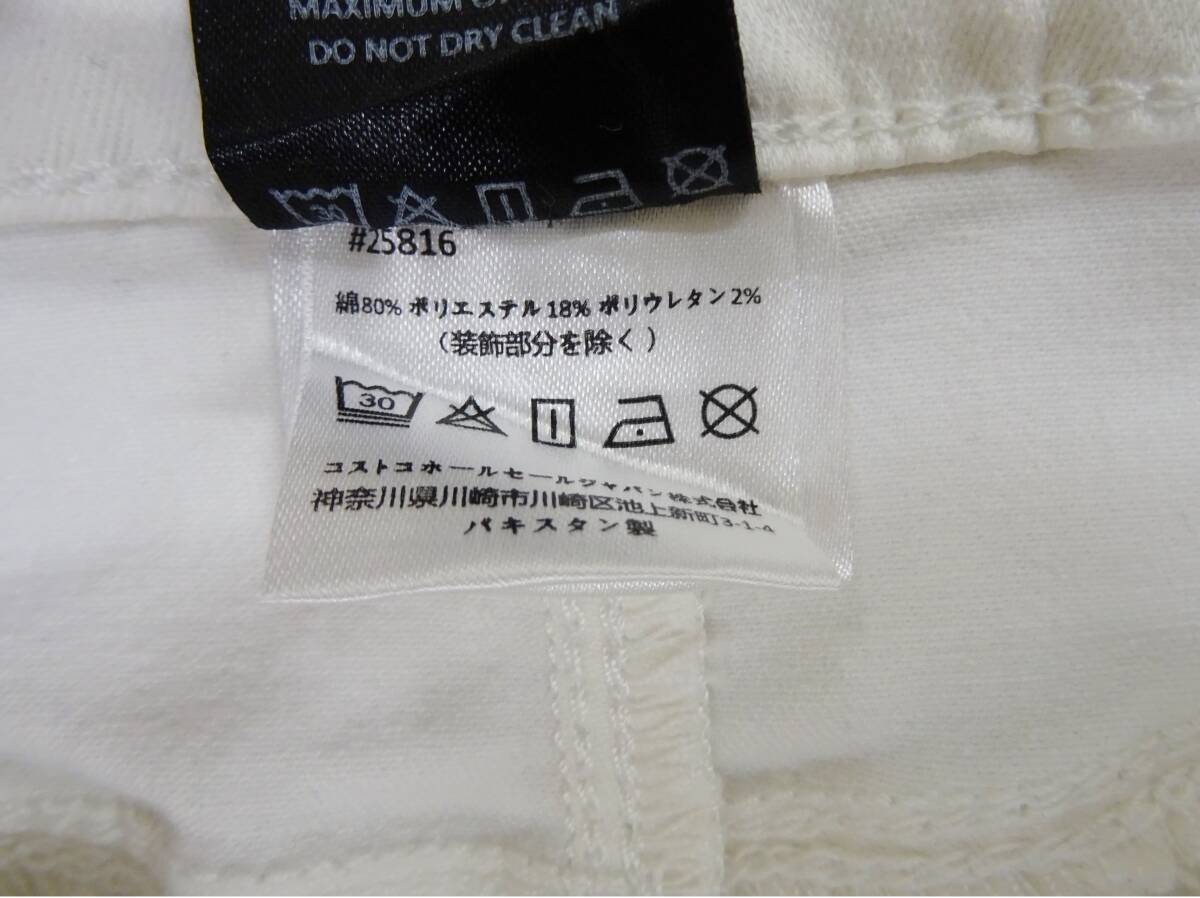 MAXIMUM
DO NOT DRY CLEAN
30
#25816
綿80% ポリエステル 18% ポリウレタン 2%
（装飾部分を除く）
30
コストコホールセールジャパン株式会社
神奈川県川崎市川崎区池上新町3-1-4
パキスタン製